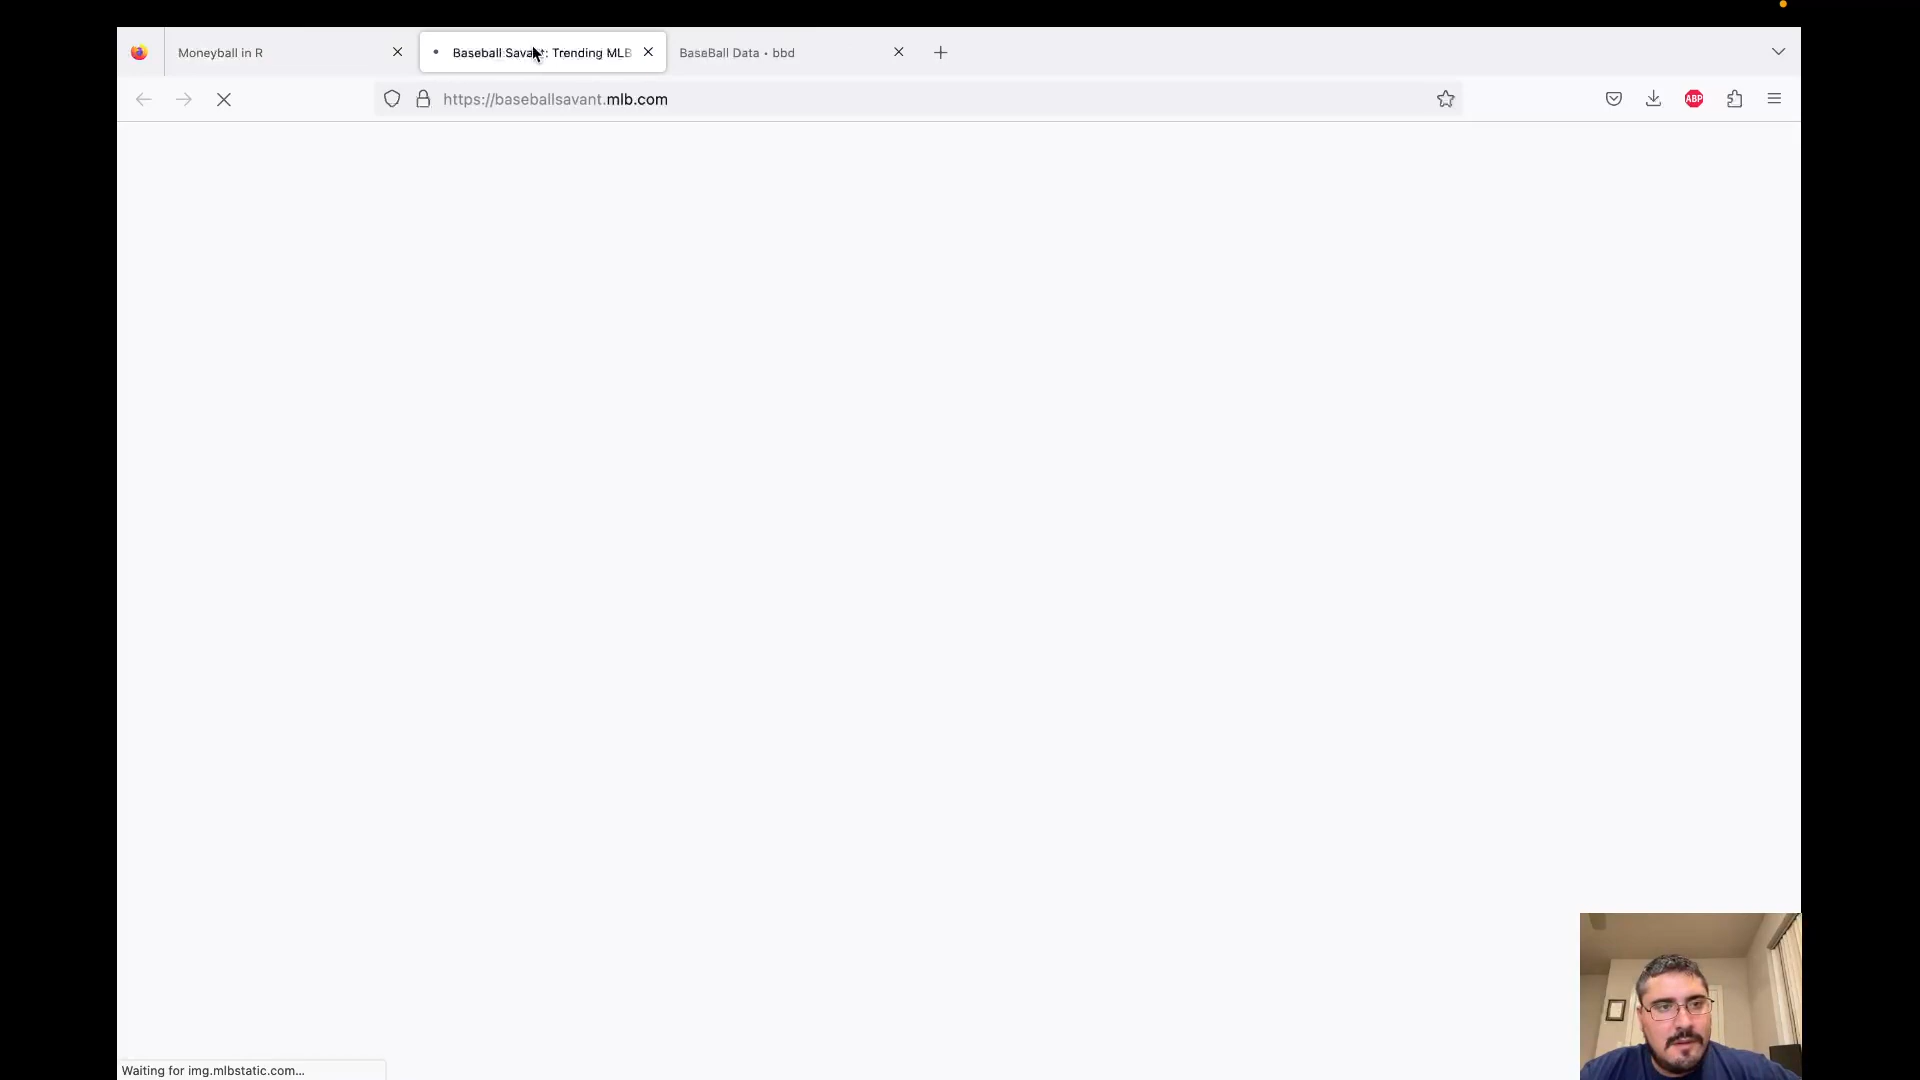 Moneyball in R
Baseball Savant: Trending MLB
BaseBall Data • bbd
https://baseballsavant.mlb.com
ABP
Waiting for img.mlbstatic.com...